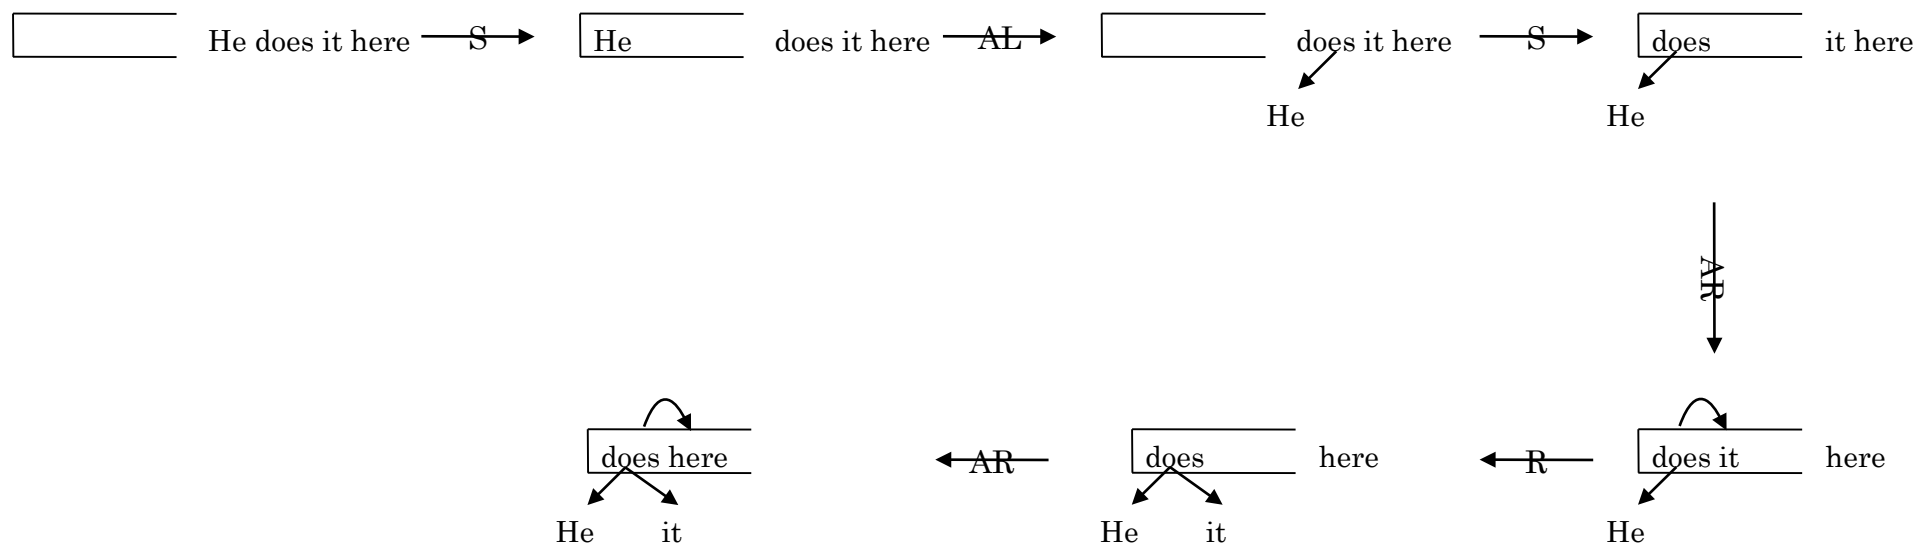 He does it here S He does it here AL does it here S does it here
He He
AR
does here AR does here R does it here
He it He it He